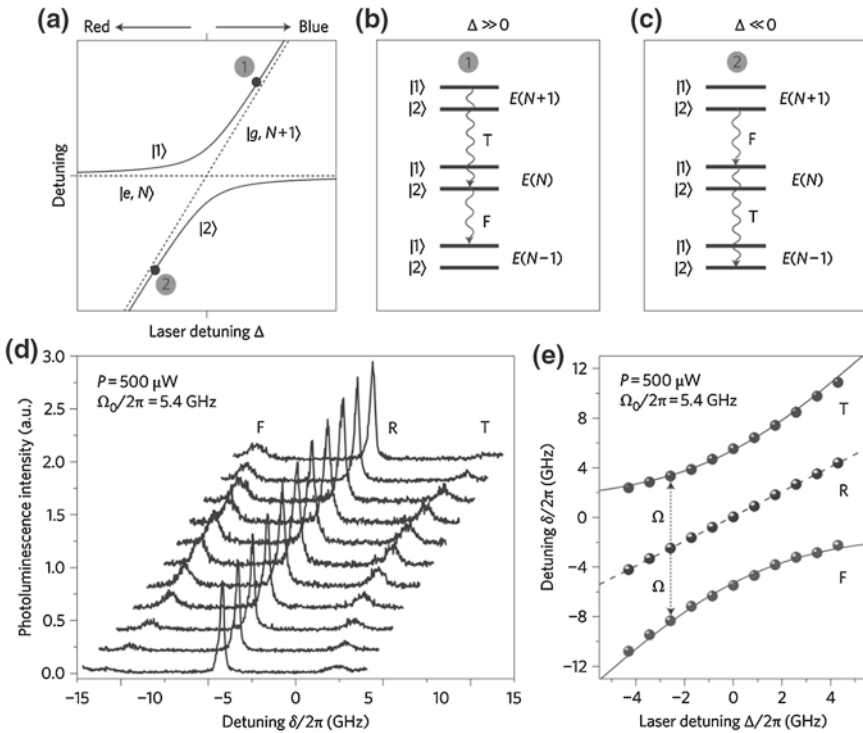 (a)
Red
Blue
1
|1⟩
|g, N+1⟩
|e, N⟩
|2⟩
2
Detuning
Laser detuning Δ
(b)
Δ ≫ 0
1
|1⟩
|2⟩
E(N+1)
T
|1⟩
|2⟩
E(N)
F
|1⟩
|2⟩
E(N−1)
(c)
Δ ≪ 0
2
|1⟩
|2⟩
E(N+1)
F
|1⟩
|2⟩
E(N)
T
|1⟩
|2⟩
E(N−1)
(d)
P = 500 μW
Ω₀/2π = 5.4 GHz
F R T
Photoluminescence intensity (a.u.)
3.0
2.5
2.0
1.5
1.0
0.5
0.0
−15 −10 −5 0 5 10 15
Detuning δ/2π (GHz)
(e)
P = 500 μW
Ω₀/2π = 5.4 GHz
T
R
F
Ω
Ω
Detuning δ/2π (GHz)
12
8
4
0
−4
−8
−12
−4 −2 0 2 4
Laser detuning Δ/2π (GHz)